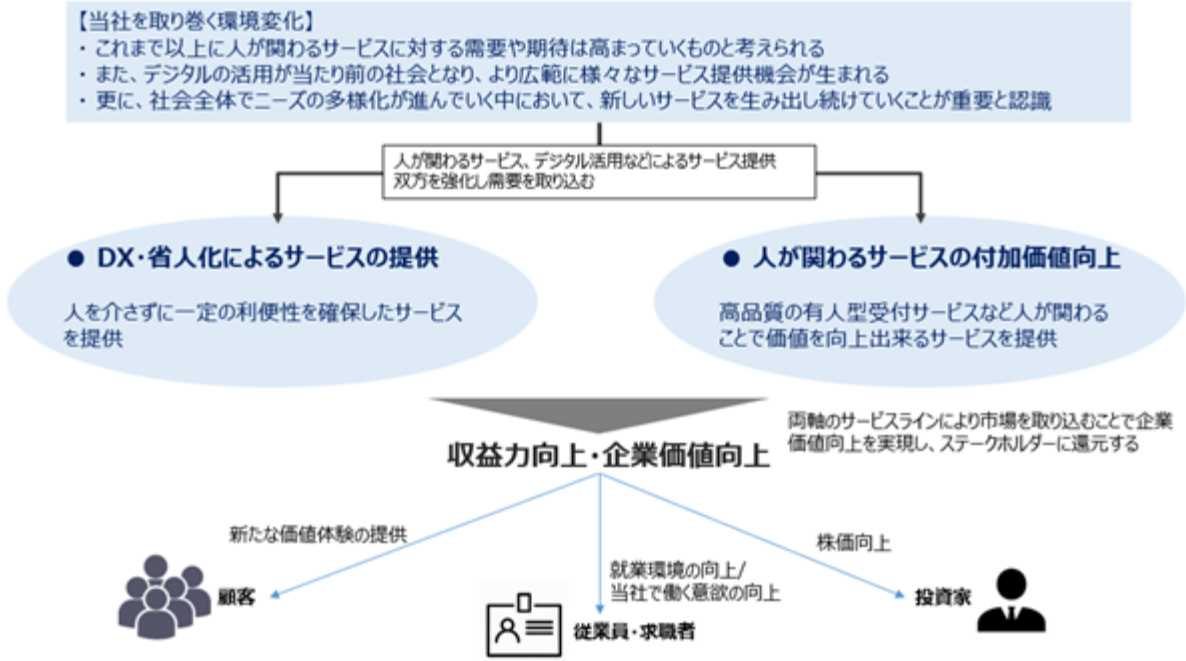 【当社を取り巻く環境変化】
・ これまで以上に人が関わるサービスに対する需要や期待は高まっていくものと考えられる
・ また、デジタルの活用が当たり前の社会となり、より広範に様々なサービス提供機会が生まれる
・ 更に、社会全体でニーズの多様化が進んでいく中において、新しいサービスを生み出し続けていくことが重要と認識
人が関わるサービス、デジタル活用などによるサービス提供
双方を強化し需要を取り込む
● DX・省人化によるサービスの提供
人を介さずに一定の利便性を確保したサービス
を提供
● 人が関わるサービスの付加価値向上
高品質の有人型受付サービスなど人が関わる
ことで価値を向上出来るサービスを提供
両軸のサービスラインにより市場を取り込むことで企業
価値向上を実現し、ステークホルダーに還元する
収益力向上・企業価値向上
新たな価値体験の提供
顧客
就業環境の向上/
当社で働く意欲の向上
従業員・求職者
株価向上
投資家